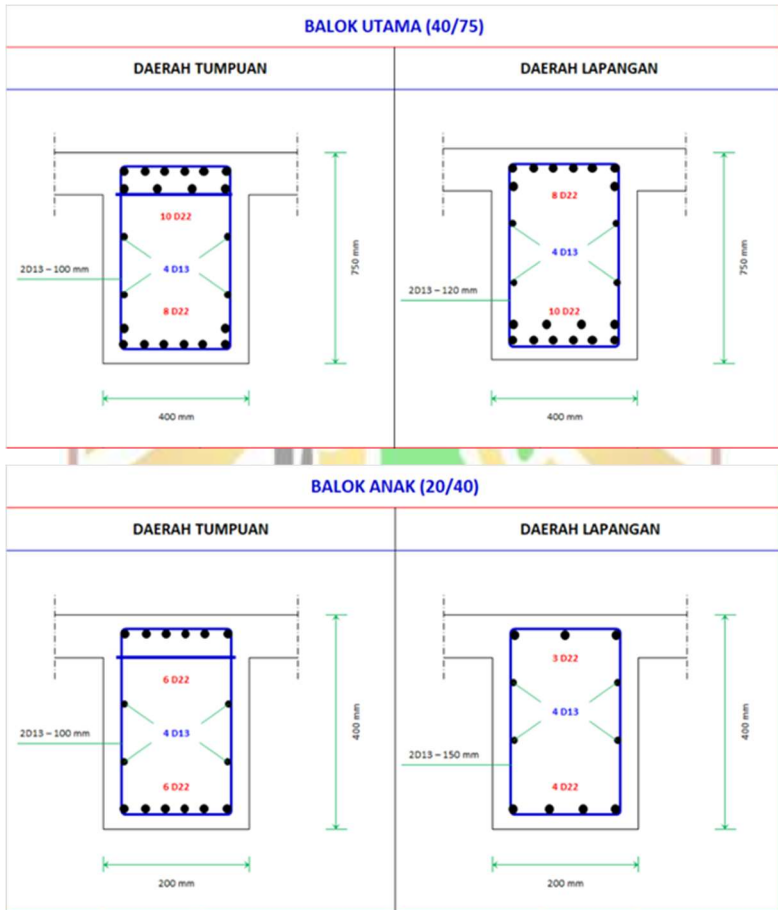 BALOK UTAMA (40/75)
DAERAH TUMPUAN
DAERAH LAPANGAN
10 D22
2D13 – 100 mm
4 D13
8 D22
750 mm
400 mm
8 D22
2D13 – 120 mm
4 D13
10 D22
750 mm
400 mm
BALOK ANAK (20/40)
DAERAH TUMPUAN
DAERAH LAPANGAN
6 D22
2D13 – 100 mm
4 D13
6 D22
400 mm
200 mm
3 D22
4 D13
2D13 – 150 mm
4 D22
400 mm
200 mm